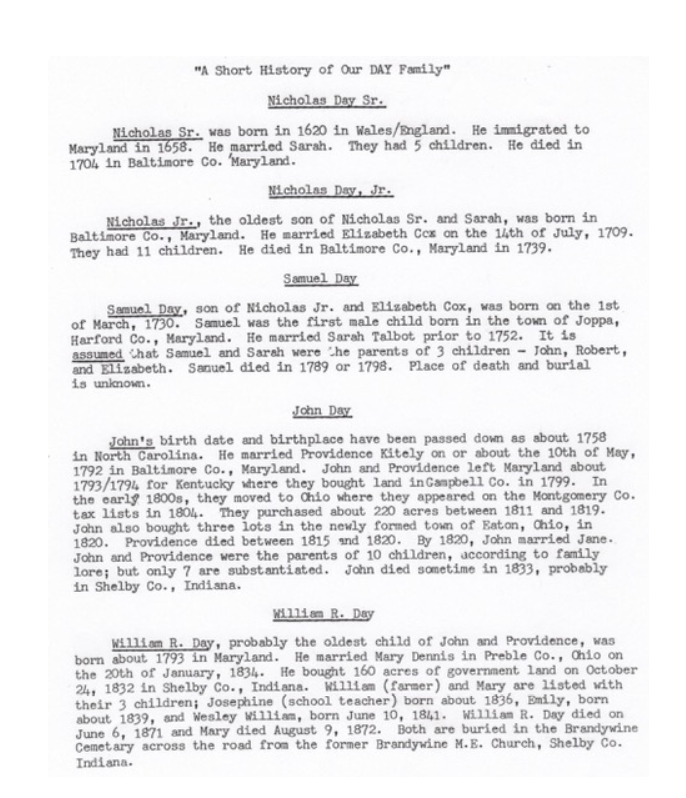 "A Short History of Our DAY Family"
Nicholas Day Sr.
Nicholas Sr. was born in 1620 in Wales/England. He immigrated to
Maryland in 1658. He married Sarah. They had 5 children. He died in
1704 in Baltimore Co. Maryland.
Nicholas Day, Jr.
Nicholas Jr., the oldest son of Nicholas Sr. and Sarah, was born in
Baltimore Co., Maryland. He married Elizabeth Cox on the 14th of July, 1709.
They had 11 children. He died in Baltimore Co., Maryland in 1739.
Samuel Day
Samuel Day, son of Nicholas Jr. and Elizabeth Cox, was born on the 1st
of March, 1730. Samuel was the first male child born in the town of Joppa,
Harford Co., Maryland. He married Sarah Talbot prior to 1752. It is
assumed that Samuel and Sarah were the parents of 3 children - John, Robert,
and Elizabeth. Samuel died in 1789 or 1798. Place of death and burial
is unknown.
John Day
John's birth date and birthplace have been passed down as about 1758
in North Carolina. He married Providence Kitely on or about the 10th of May,
1792 in Baltimore Co., Maryland. John and Providence left Maryland about
1793/1794 for Kentucky where they bought land in Campbell Co. in 1799. In
the early 1800s, they moved to Ohio where they appeared on the Montgomery Co.
tax lists in 1804. They purchased about 220 acres between 1811 and 1819.
John also bought three lots in the newly formed town of Eaton, Ohio, in
1820. Providence died between 1815 and 1820. By 1820, John married Jane.
John and Providence were the parents of 10 children, according to family
lore; but only 7 are substantiated. John died sometime in 1833, probably
in Shelby Co., Indiana.
William R. Day
William R. Day, probably the oldest child of John and Providence, was
born about 1793 in Maryland. He married Mary Dennis in Preble Co., Ohio on
the 20th of January, 1834. He bought 160 acres of government land on October
24, 1832 in Shelby Co., Indiana. William (farmer) and Mary are listed with
their 3 children; Josephine (school teacher) born about 1836, Emily, born
about 1839, and Wesley William, born June 10, 1841. William R. Day died on
June 6, 1871 and Mary died August 9, 1872. Both are buried in the Brandywine
Cemetary across the road from the former Brandywine M.E. Church, Shelby Co.
Indiana.